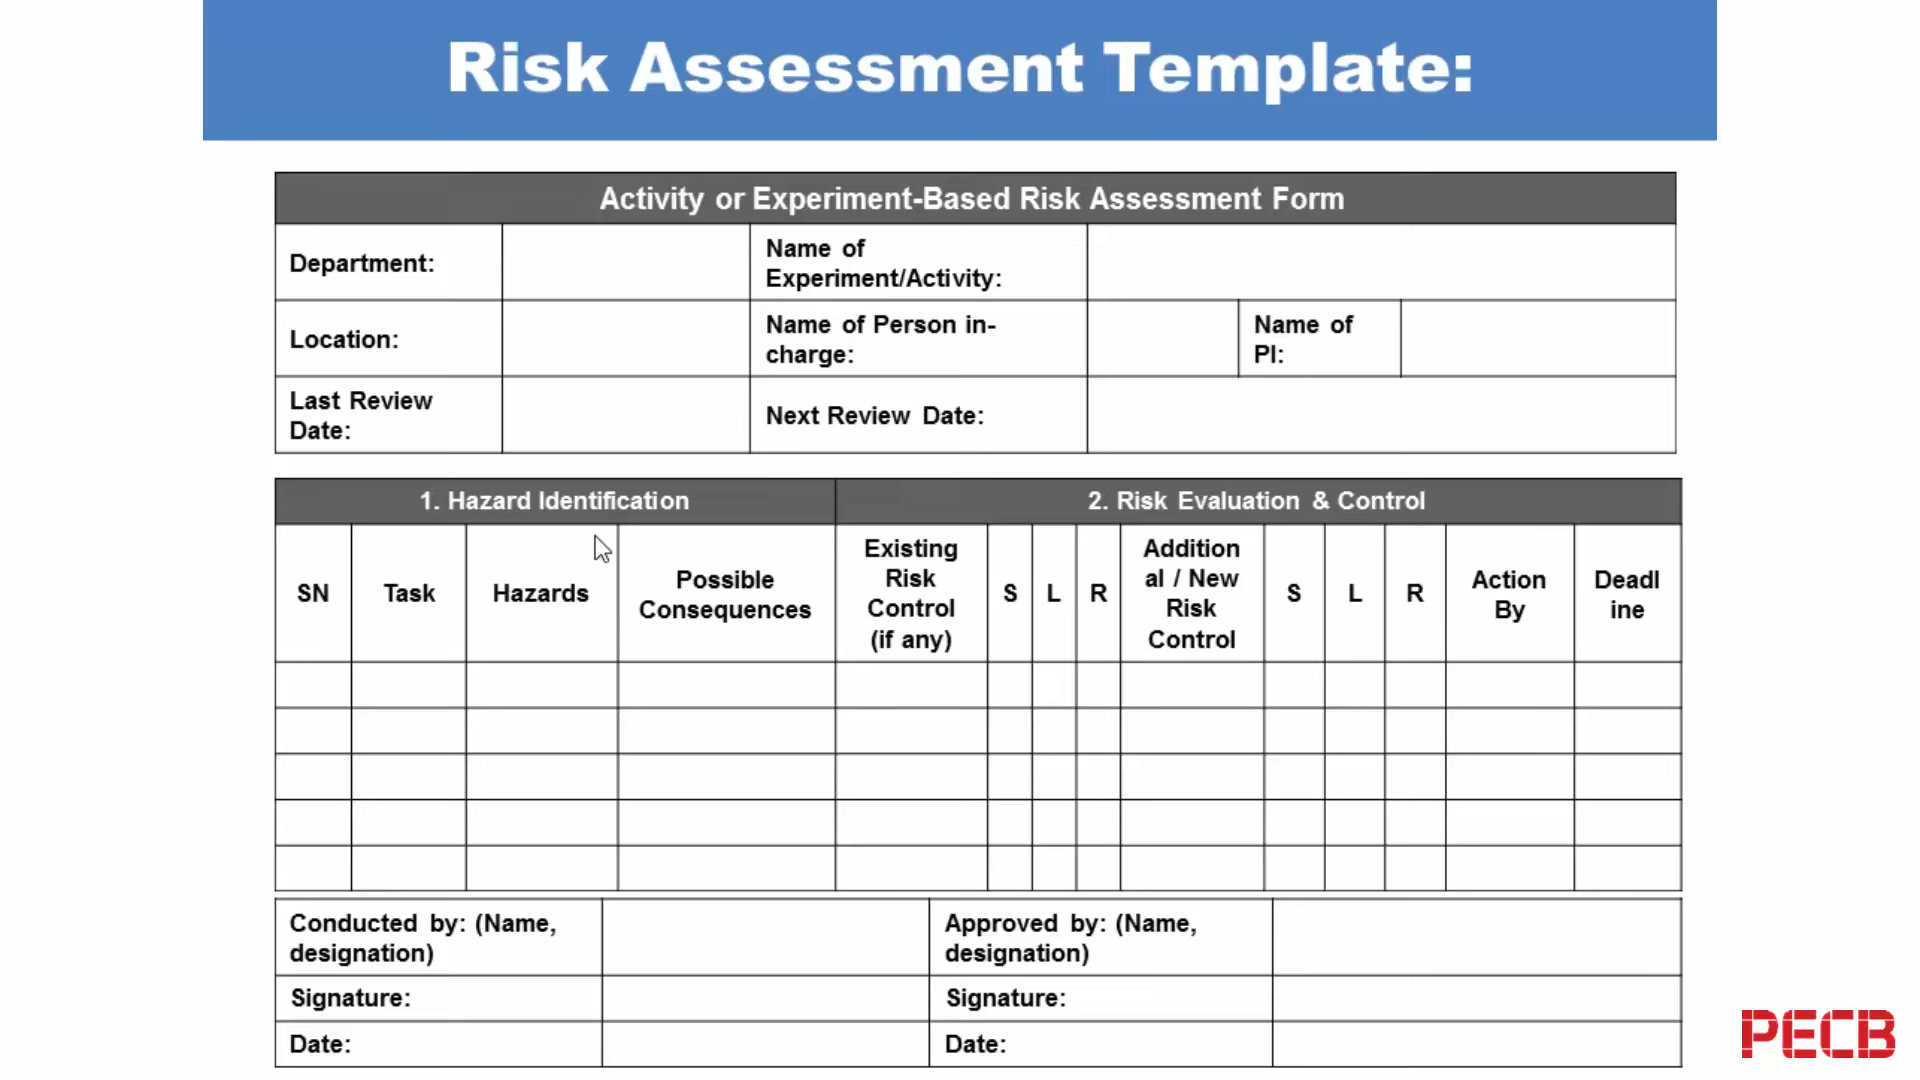 Risk Assessment Template:
Activity or Experiment-Based Risk Assessment Form
Department:
Name of
Experiment/Activity:
Location:
Name of Person in-
charge:
Name of
PI:
Last Review
Date:
Next Review Date:
1. Hazard Identification
2. Risk Evaluation & Control
SN
Task
Hazards
Possible
Consequences
Existing
Risk
Control
(if any)
S
L
R
Addition
al / New
Risk
Control
S
L
R
Action
By
Deadl
ine
Conducted by: (Name,
designation)
Approved by: (Name,
designation)
Signature:
Signature:
Date:
Date:
PECB